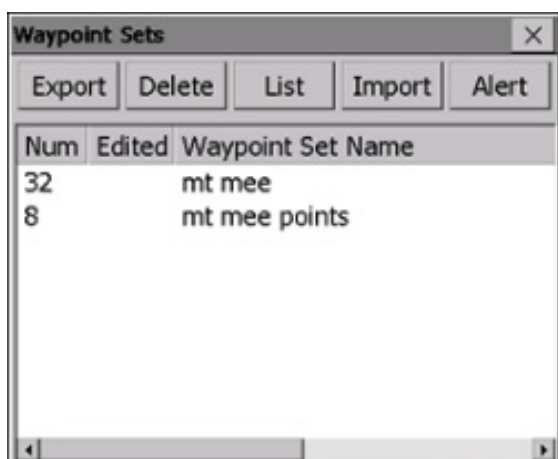 Waypoint Sets
Export Delete List Import Alert
Num Edited Waypoint Set Name
32 mt mee
8 mt mee points